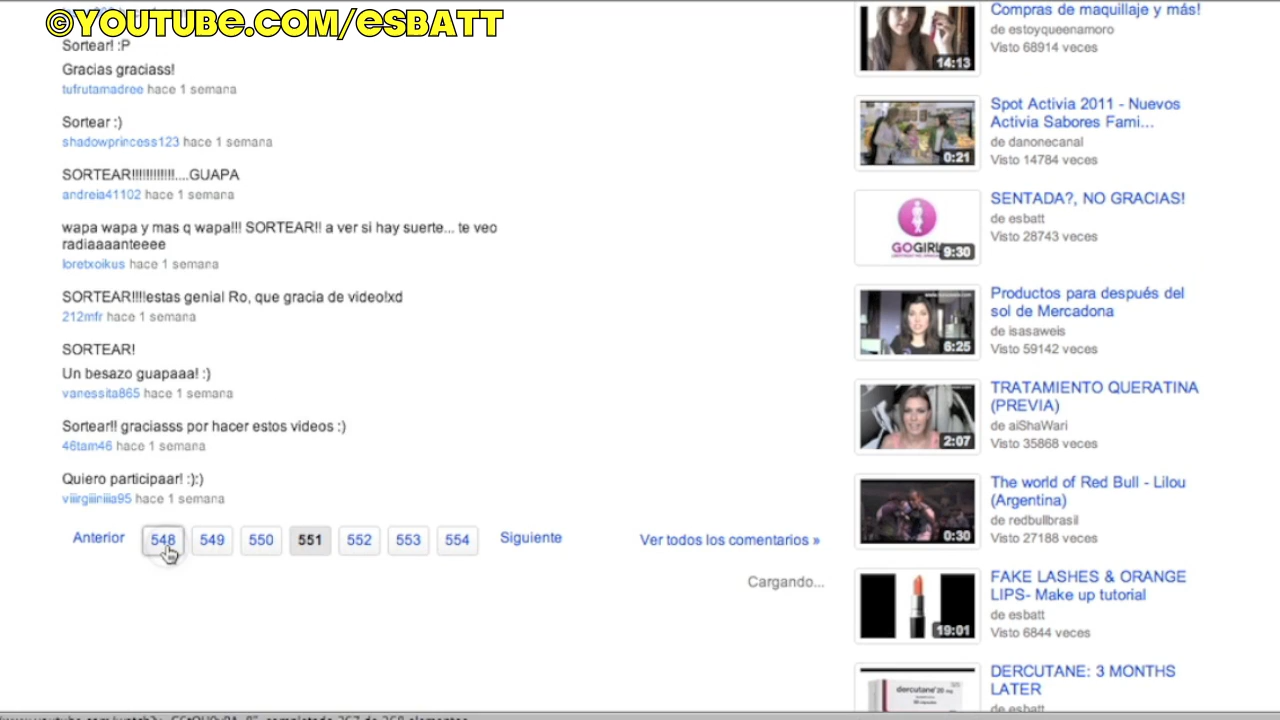 ©YOUTUBE.COM/ESBATT
Sortear! :P
Gracias graciass!
tufrutamadree hace 1 semana
Sortear :)
shadowprincess123 hace 1 semana
SORTEAR!!!!!!!!!!!!....GUAPA
andreia41102 hace 1 semana
wapa wapa y mas q wapa!!! SORTEAR!! a ver si hay suerte... te veo
radiaaaanteeee
loretxoikus hace 1 semana
SORTEAR!!!!estas genial Ro, que gracia de video!xd
212mfr hace 1 semana
SORTEAR!
Un besazo guapaaa! :)
vanessita865 hace 1 semana
Sortear!! graciasss por hacer estos videos :)
46tam46 hace 1 semana
Quiero participaar! :):)
viiirgiiiniiia95 hace 1 semana
Anterior 548 549 550 551 552 553 554 Siguiente
Ver todos los comentarios »
Cargando...
Compras de maquillaje y más!
de estoyqueenamoro
Visto 68914 veces
14:13
Spot Activia 2011 - Nuevos
Activia Sabores Fami...
de danonecanal
Visto 14784 veces
0:21
SENTADA?, NO GRACIAS!
de esbatt
Visto 28743 veces
GOGIRL
9:30
Productos para después del
sol de Mercadona
de isasaweis
Visto 59142 veces
6:25
TRATAMIENTO QUERATINA
(PREVIA)
de aiShaWari
Visto 35868 veces
2:07
The world of Red Bull - Lilou
(Argentina)
de redbullbrasil
Visto 27188 veces
0:30
FAKE LASHES & ORANGE
LIPS- Make up tutorial
de esbatt
Visto 6844 veces
19:01
DERCUTANE: 3 MONTHS
LATER
de esbatt
dercutane 20 mg